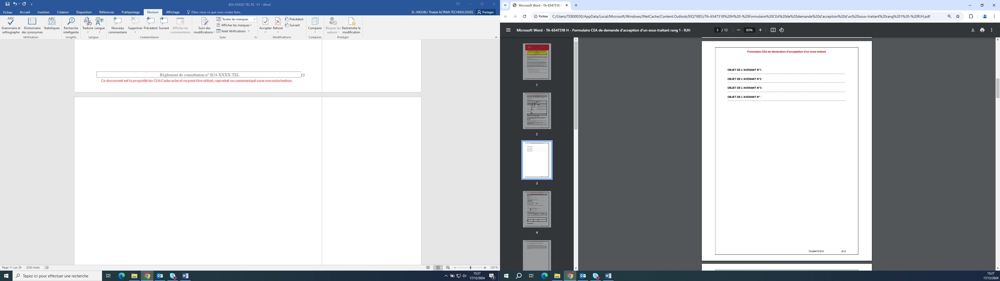 B24-XXXXX-TEL RC -V1 - Word
Fichier Accueil Insertion Création Disposition Références Publipostage Révision Affichage Dites-nous ce que vous voulez faire... EL-INOUBLI Thabet ALTRAN TECHNOLOGIES Partager
ABC
Grammaire et orthographe
Dictionnaire des synonymes
ABC 123
Statistiques
Vérification
Recherche intelligente
Insights
Traduire
Langue
Langue
Nouveau commentaire
Supprimer
Précédent
Suivant
Afficher les commentaires
Commentaires
Suivi des modifications
Toutes les marques
Afficher les marques
Volet Vérifications
Suivi
Accepter
Refuser
Précédent
Suivant
Modifications
Comparer
Comparer
Bloquer les auteurs
Restreindre la modification
Protéger
Règlement de consultation n° B24-XXXX-TEL 10
Ce document est la propriété du CEA/Cadarache et ne peut être utilisé, reproduit ou communiqué sans son autorisation.
Page 11 sur 29 3292 mots 120 %
Tapez ici pour effectuer une recherche
15:27
17/12/2024
3
Microsoft Word - TA-6547318 H
Fichier C:/Users/TE800030/AppData/Local/Microsoft/Windows/INetCache/Content.Outlook/EIQ7XB5J/TA-6547318%20H%20-%20Formulaire%20CEA%20de%20demande%20d'acception%20d'un%20sous-traitant%20rang%201%20-%20RJH.pdf
Microsoft Word - TA-6547318 H - Formulaire CEA de demande d'acception d'un sous-traitant rang 1 - RJH 3 / 12 80%
1
2
3
4
Formulaire CEA de déclaration d'acceptation d'un sous-traitant
OBJET DE L'AVENANT N°1 :
OBJET DE L'AVENANT N°2 :
OBJET DE L'AVENANT N°3 :
OBJET DE L'AVENANT N° :
TA-6547318 H 3/12
15:27
17/12/2024